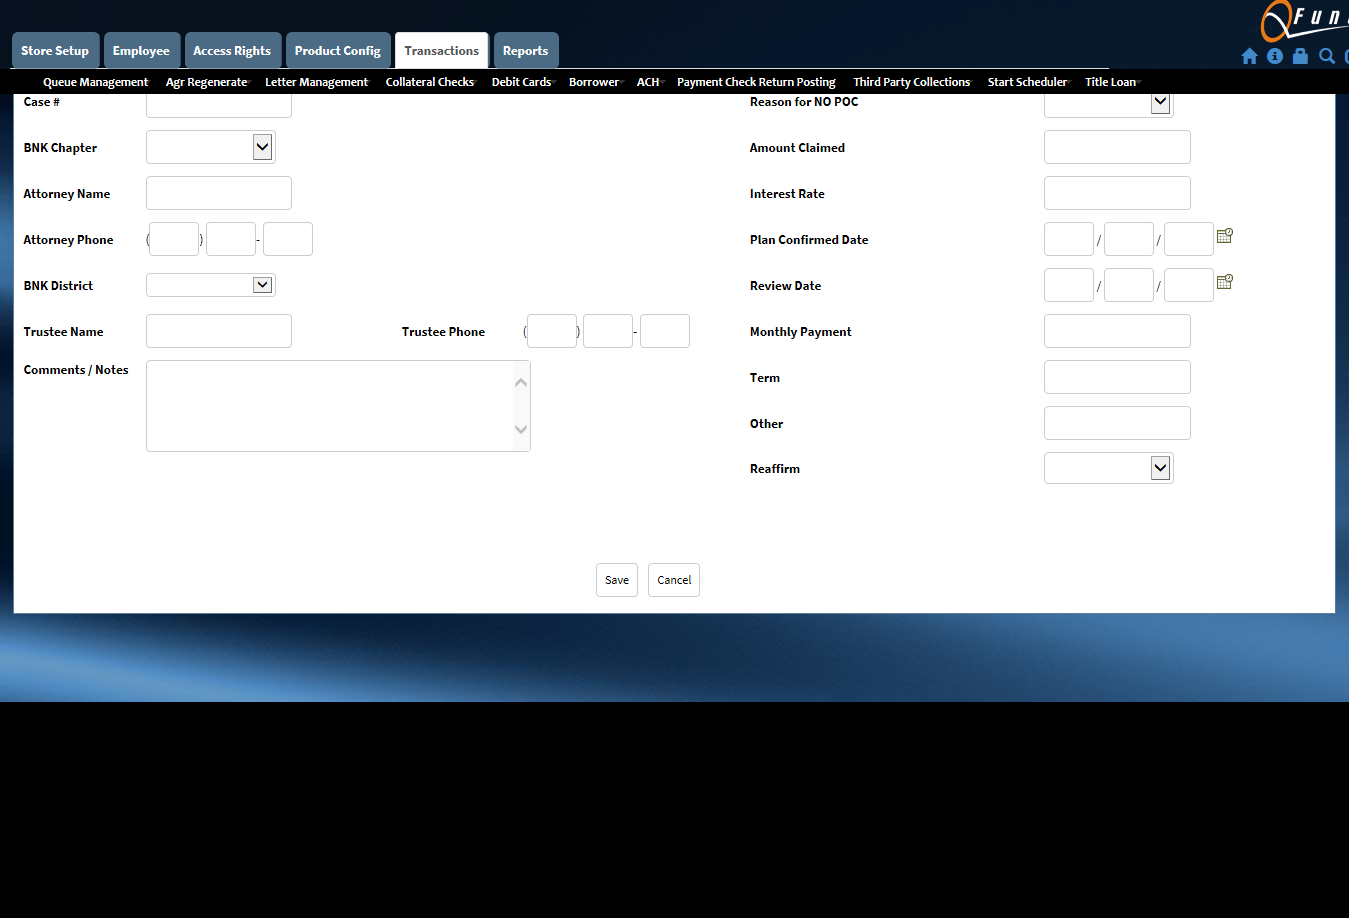 Fun
Store Setup Employee Access Rights Product Config Transactions Reports
Queue Management Agr Regenerate Letter Management Collateral Checks Debit Cards Borrower ACH Payment Check Return Posting Third Party Collections Start Scheduler Title Loan
Case # Reason for NO POC
BNK Chapter Amount Claimed
Attorney Name Interest Rate
Attorney Phone ( ) - Plan Confirmed Date / /
BNK District Review Date / /
Trustee Name Trustee Phone ( ) - Monthly Payment
Comments / Notes
Term
Other
Reaffirm
Save Cancel